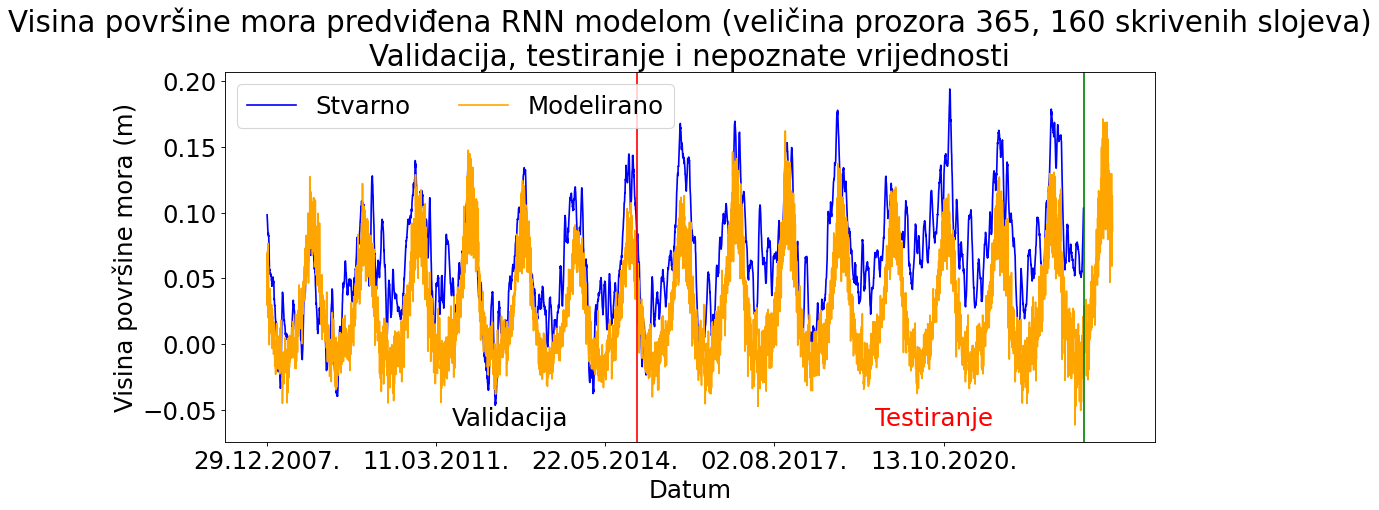 Visina površine mora predviđena RNN modelom (veličina prozora 365, 160 skrivenih slojeva)
Validacija, testiranje i nepoznate vrijednosti
Stvarno
Modelirano
Visina površine mora (m)
0.20
0.15
0.10
0.05
0.00
−0.05
Validacija
Testiranje
29.12.2007.
11.03.2011.
22.05.2014.
02.08.2017.
13.10.2020.
Datum